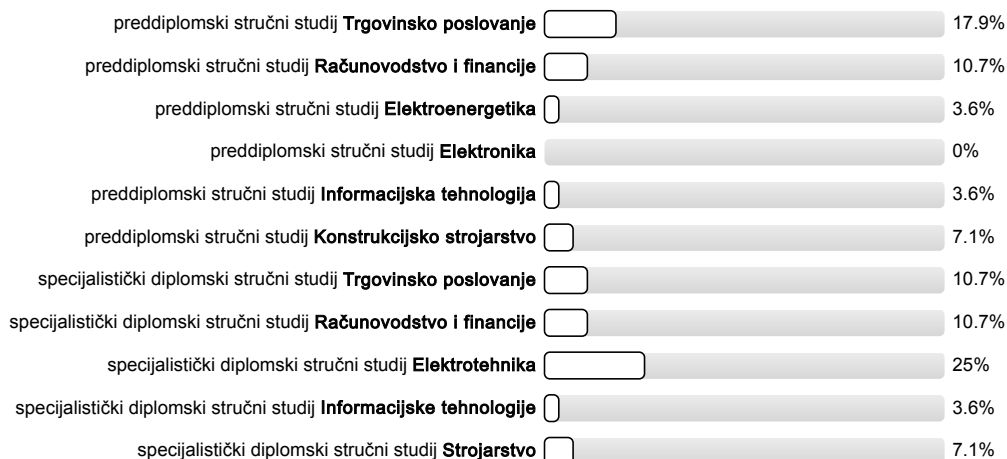 preddiplomski stručni studij Trgovinsko poslovanje 17.9%
preddiplomski stručni studij Računovodstvo i financije 10.7%
preddiplomski stručni studij Elektroenergetika 3.6%
preddiplomski stručni studij Elektronika 0%
preddiplomski stručni studij Informacijska tehnologija 3.6%
preddiplomski stručni studij Konstrukcijsko strojarstvo 7.1%
specijalistički diplomski stručni studij Trgovinsko poslovanje 10.7%
specijalistički diplomski stručni studij Računovodstvo i financije 10.7%
specijalistički diplomski stručni studij Elektrotehnika 25%
specijalistički diplomski stručni studij Informacijske tehnologije 3.6%
specijalistički diplomski stručni studij Strojarstvo 7.1%